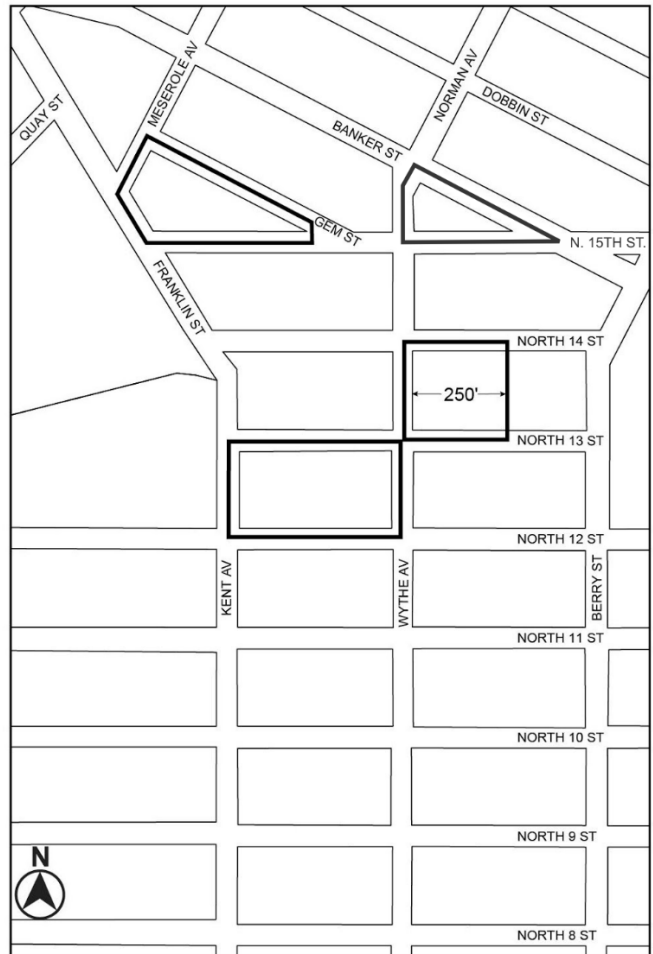 MESEROLE AV
NORMAN AV
DOBBIN ST
QUAY ST
BANKER ST
GEM ST
N. 15TH ST.
FRANKLIN ST
NORTH 14 ST
250'
NORTH 13 ST
NORTH 12 ST
KENT AV
WYTHE AV
BERRY ST
NORTH 11 ST
NORTH 10 ST
NORTH 9 ST
N
NORTH 8 ST